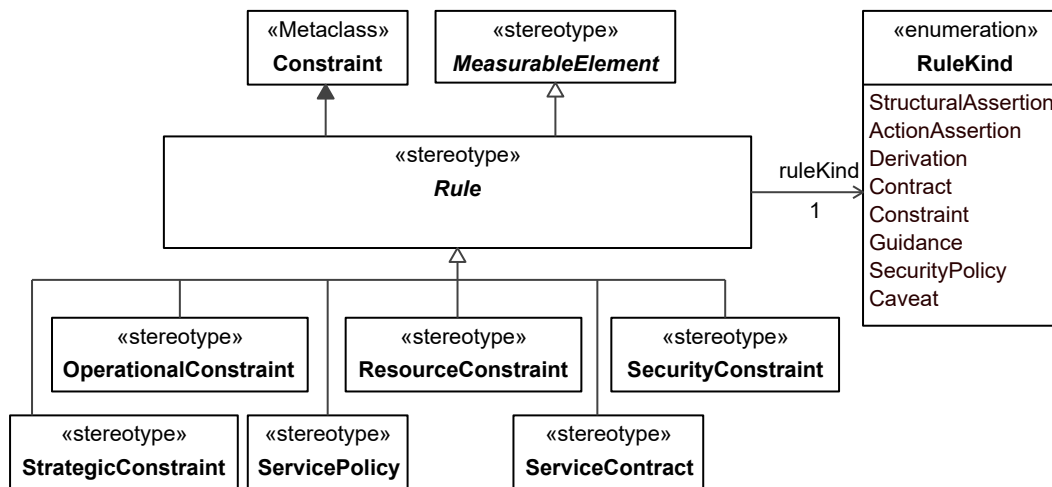 «Metaclass»
Constraint
«stereotype»
MeasurableElement
«enumeration»
RuleKind
StructuralAssertion
ActionAssertion
Derivation
Contract
Constraint
Guidance
SecurityPolicy
Caveat
«stereotype»
Rule
ruleKind
1
«stereotype»
OperationalConstraint
«stereotype»
ResourceConstraint
«stereotype»
SecurityConstraint
«stereotype»
StrategicConstraint
«stereotype»
ServicePolicy
«stereotype»
ServiceContract